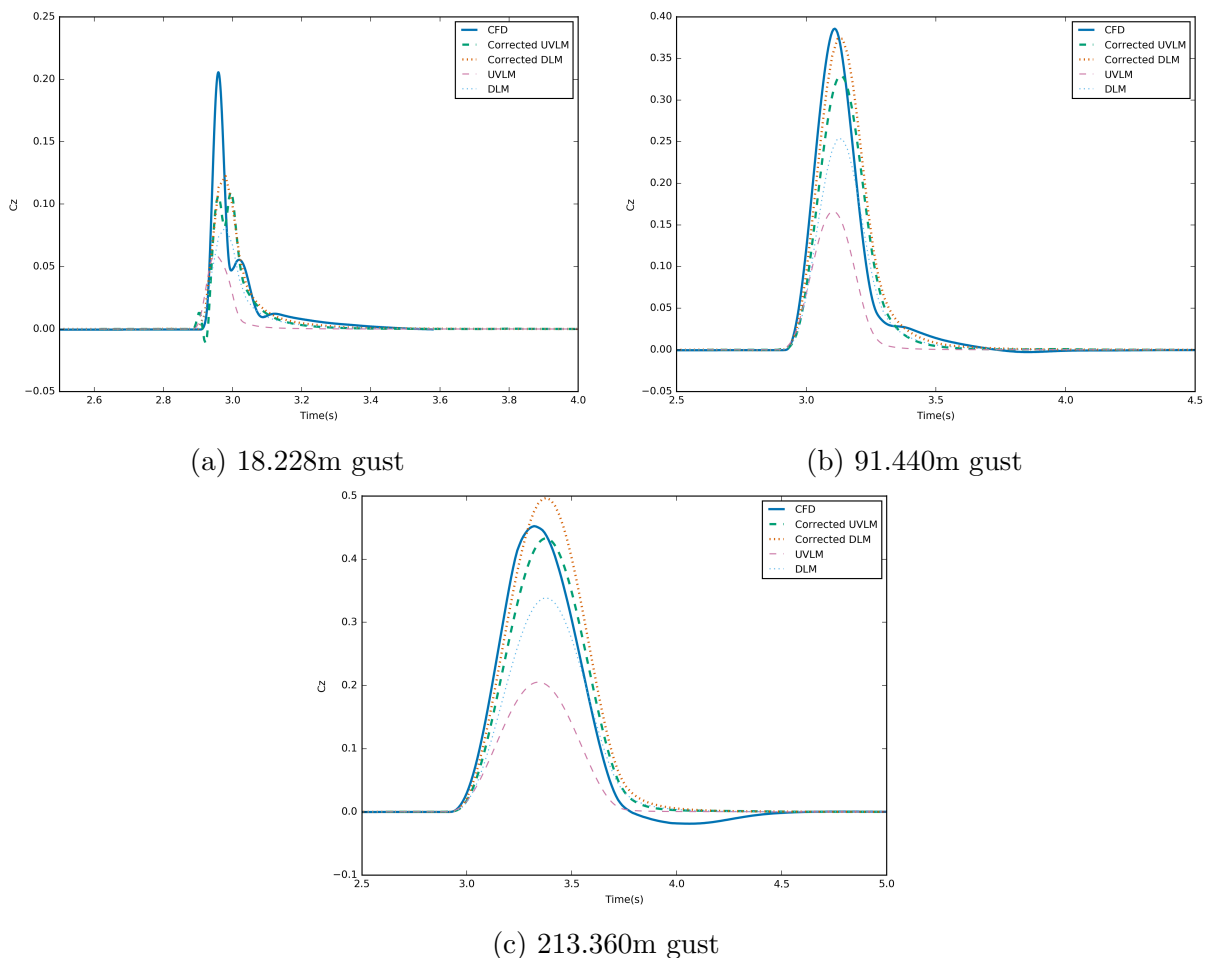 0.25
0.20
0.15
0.10
0.05
0.00
−0.05
Cz
2.6 2.8 3.0 3.2 3.4 3.6 3.8 4.0
Time(s)
CFD
Corrected UVLM
Corrected DLM
UVLM
DLM
(a) 18.228m gust
0.40
0.35
0.30
0.25
0.20
0.15
0.10
0.05
0.00
−0.05
Cz
2.5 3.0 3.5 4.0 4.5
Time(s)
CFD
Corrected UVLM
Corrected DLM
UVLM
DLM
(b) 91.440m gust
0.5
0.4
0.3
0.2
0.1
0.0
−0.1
Cz
2.5 3.0 3.5 4.0 4.5 5.0
Time(s)
CFD
Corrected UVLM
Corrected DLM
UVLM
DLM
(c) 213.360m gust